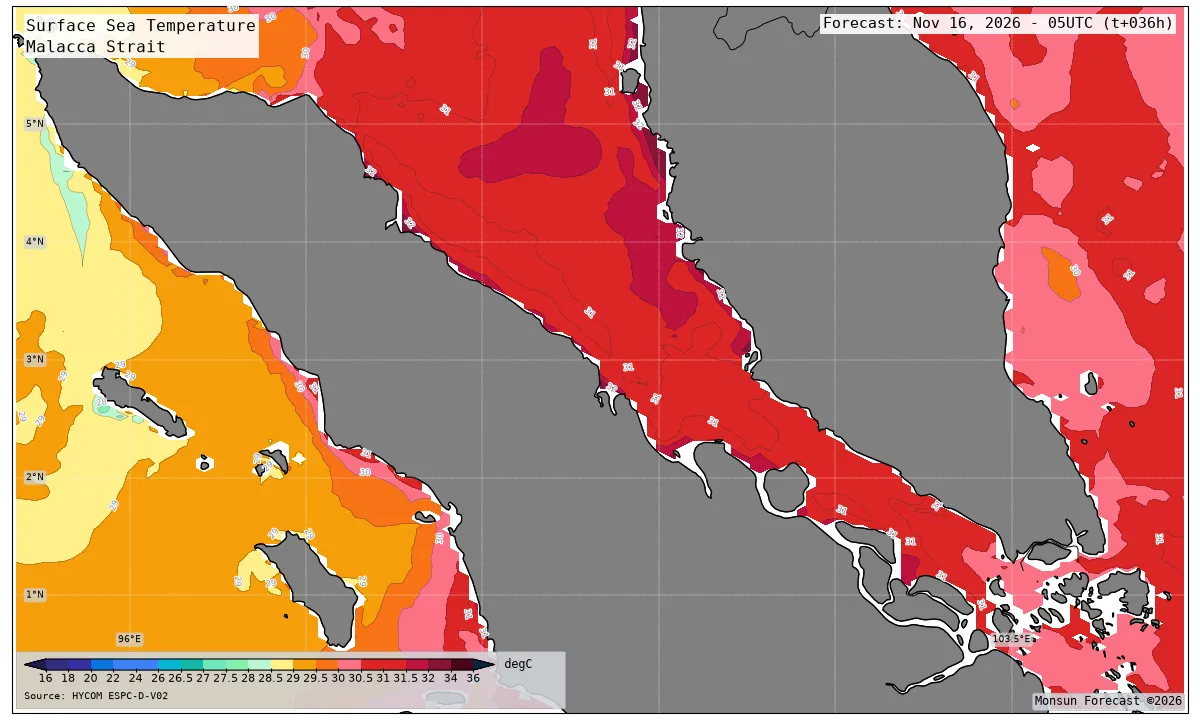 Surface Sea Temperature
Malacca Strait
Forecast: Nov 16, 2026 - 05UTC (t+036h)
5°N
4°N
3°N
2°N
1°N
96°E
103.5°E
degC
16 18 20 22 24 26 26.5 27 27.5 28 28.5 29 29.5 30 30.5 31 31.5 32 34 36
Source: HYCOM ESPC-D-V02
Monsun Forecast ©2026